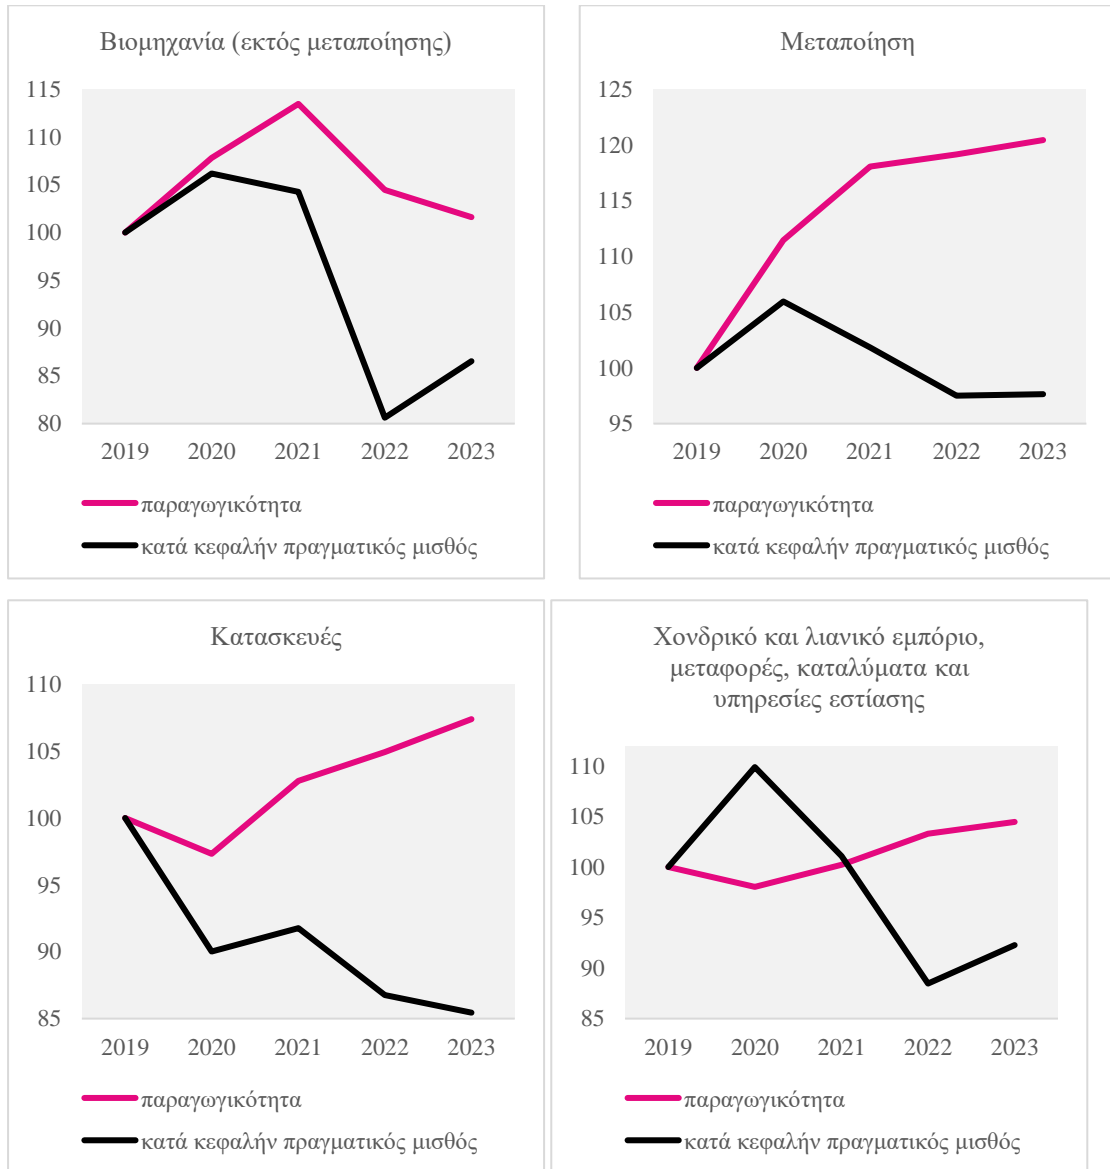 Βιομηχανία (εκτός μεταποίησης)
115
110
105
100
95
90
85
80
2019 2020 2021 2022 2023
παραγωγικότητα
κατά κεφαλήν πραγματικός μισθός
Μεταποίηση
125
120
115
110
105
100
95
2019 2020 2021 2022 2023
παραγωγικότητα
κατά κεφαλήν πραγματικός μισθός
Κατασκευές
110
105
100
95
90
85
2019 2020 2021 2022 2023
παραγωγικότητα
κατά κεφαλήν πραγματικός μισθός
Χονδρικό και λιανικό εμπόριο,
μεταφορές, καταλύματα και
υπηρεσίες εστίασης
110
105
100
95
90
85
2019 2020 2021 2022 2023
παραγωγικότητα
κατά κεφαλήν πραγματικός μισθός